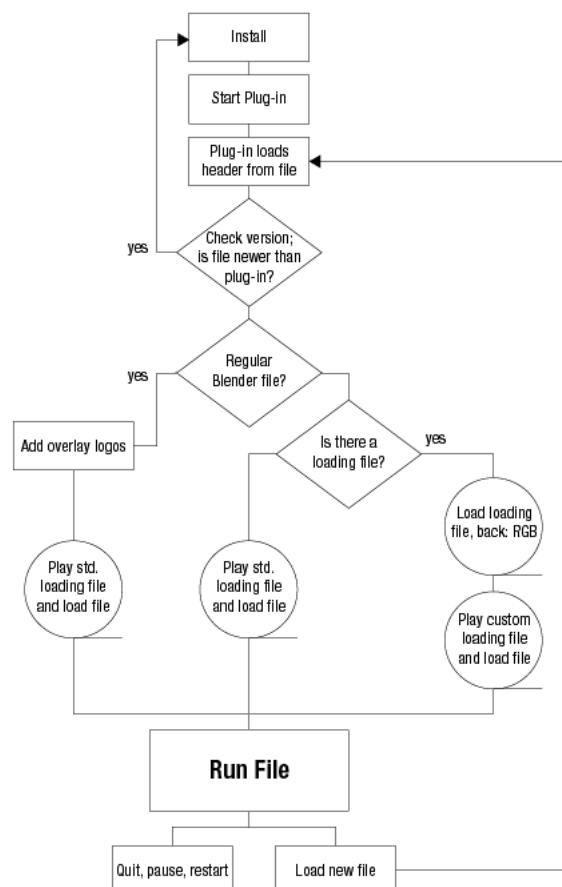 Install
Start Plug-in
Plug-in loads
header from file
yes
Check version;
is file newer than
plug-in?
yes
Regular
Blender file?
Add overlay logos
Is there a
loading file?
yes
Load loading
file, back: RGB
Play std.
loading file
and load file
Play std.
loading file
and load file
Play custom
loading file
and load file
Run File
Quit, pause, restart
Load new file